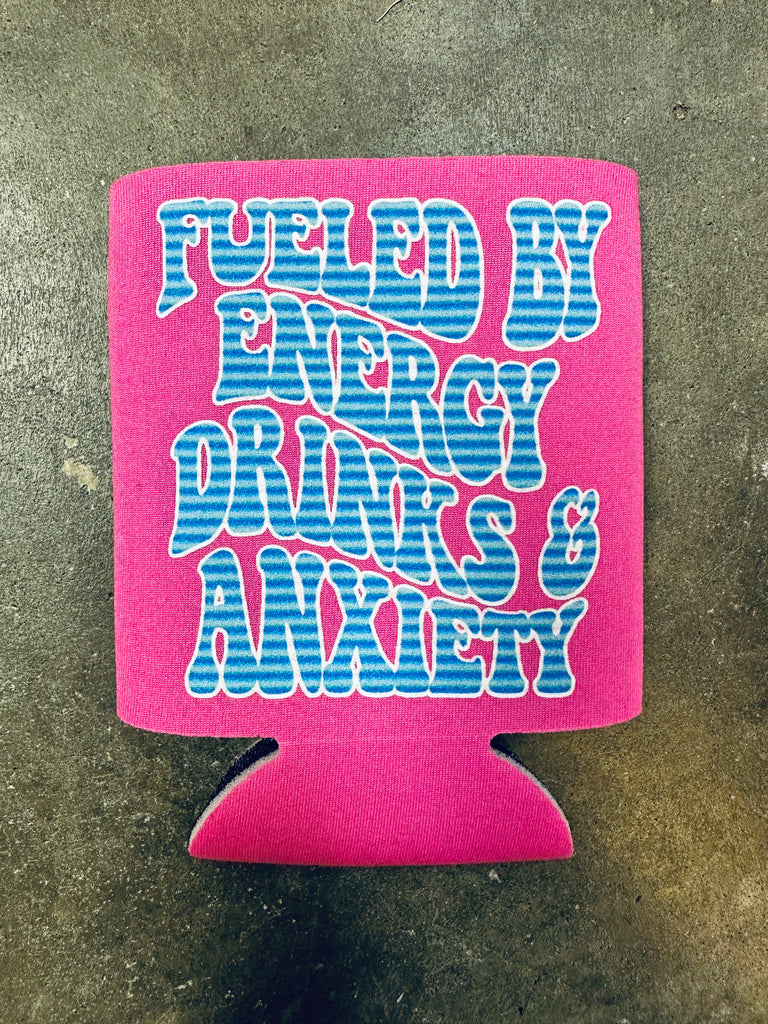 FUELED BY
ENERGY
DRINKS &
ANXIETY